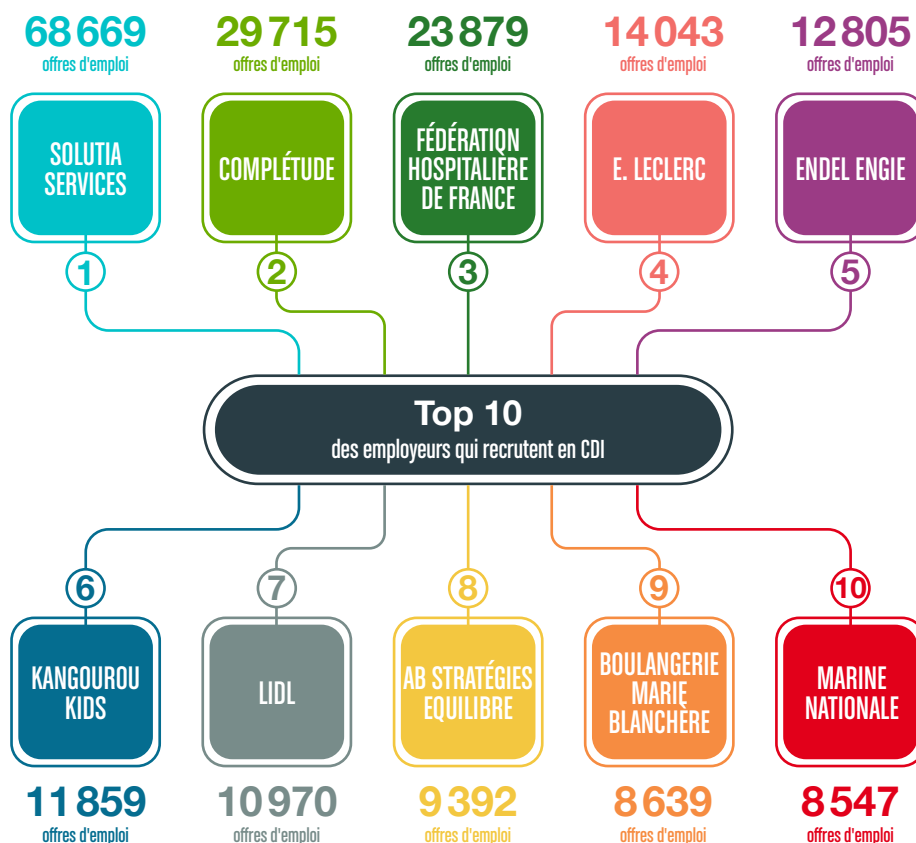 68 669
offres d'emploi
SOLUTIA
SERVICES
1
29 715
offres d'emploi
COMPLÉTUDE
2
23 879
offres d'emploi
FÉDÉRATION
HOSPITALIÈRE
DE FRANCE
3
14 043
offres d'emploi
E. LECLERC
4
12 805
offres d'emploi
ENDEL ENGIE
5
Top 10
des employeurs qui recrutent en CDI
6
KANGOUROU
KIDS
11 859
offres d'emploi
7
LIDL
10 970
offres d'emploi
8
AB STRATÉGIES
EQUILIBRE
9 392
offres d'emploi
9
BOULANGERIE
MARIE
BLANCHÈRE
8 639
offres d'emploi
10
MARINE
NATIONALE
8 547
offres d'emploi